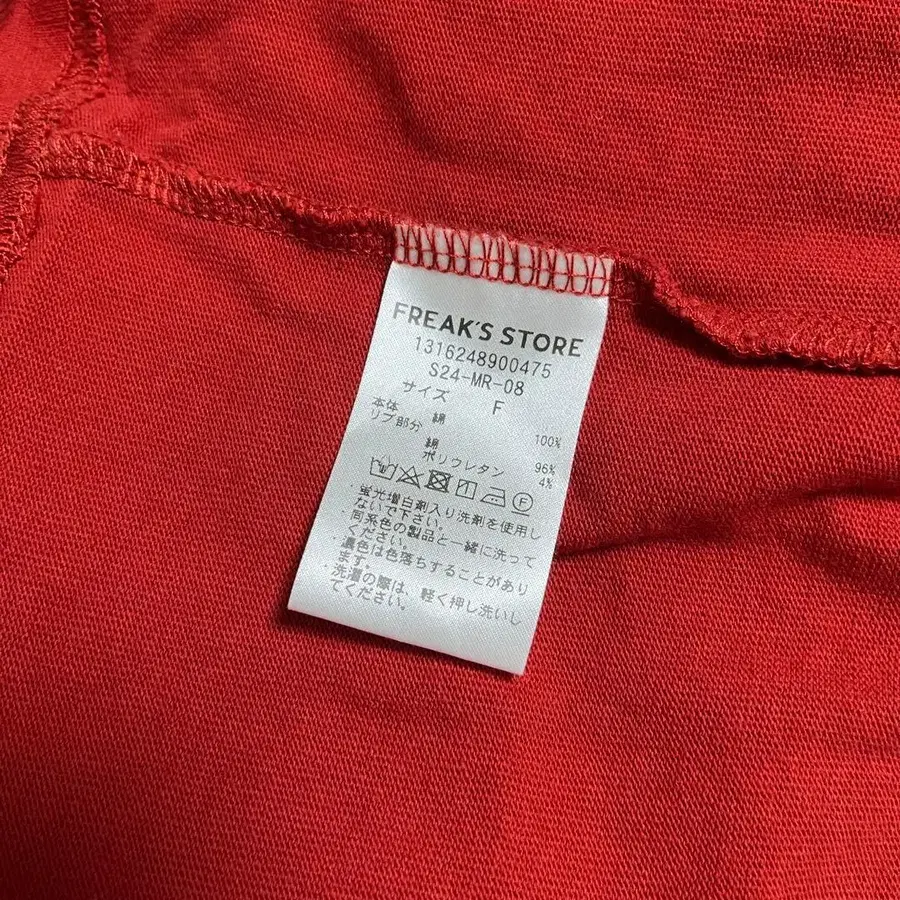 FREAK'S STORE
1316248900475
S24-MR-08
サイズ F
本体 綿 100%
リブ部分 綿 96%
ポリウレタン 4%
F
・蛍光増白剤入り洗剤を使用し
ないで下さい。
・同系色の製品と一緒に洗って
ください。
・濃色は色落ちすることがあり
ます。
・洗濯の際は、軽く押し洗いし
てください。